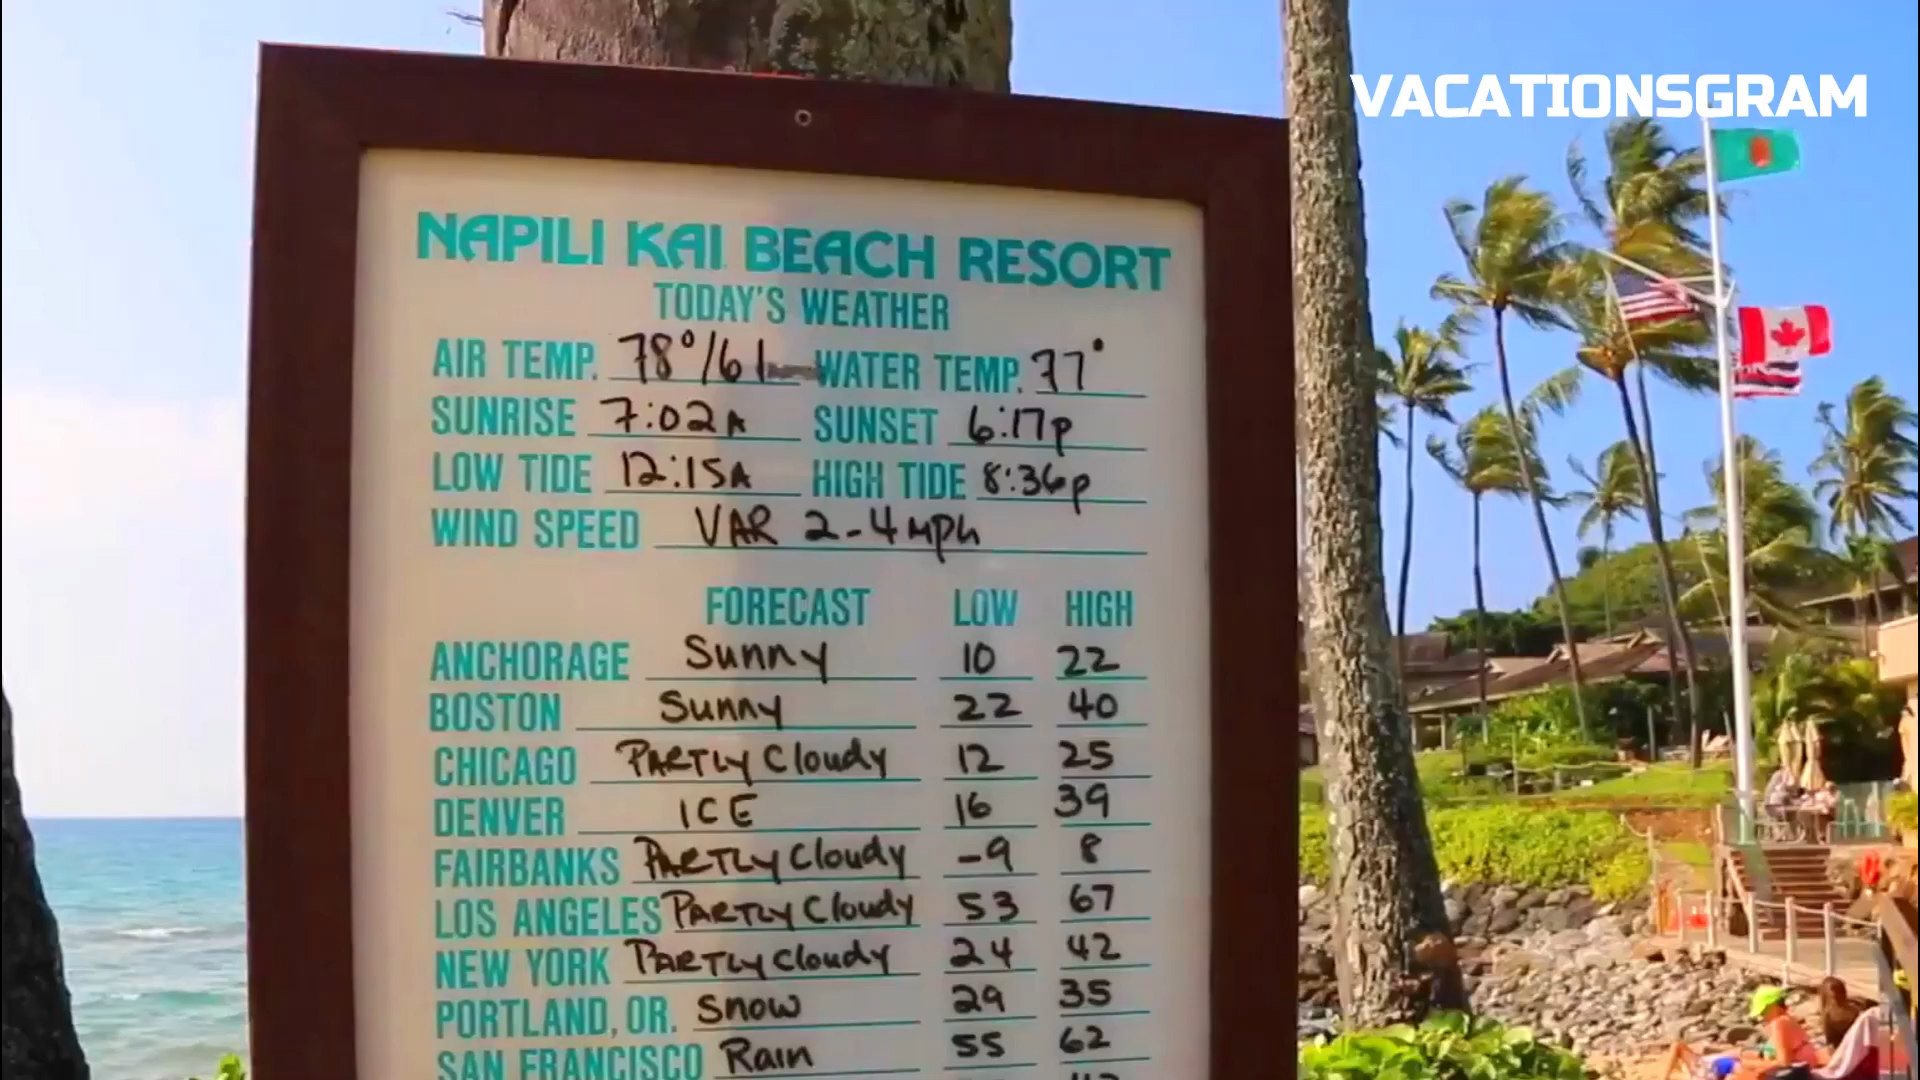 VACATIONSGRAM
NAPILI KAI BEACH RESORT
TODAY'S WEATHER
AIR TEMP. 78°/61 WATER TEMP. 77°
SUNRISE 7:02A SUNSET 6:17p
LOW TIDE 12:15A HIGH TIDE 8:36p
WIND SPEED VAR 2-4 mph
FORECAST LOW HIGH
ANCHORAGE Sunny 10 22
BOSTON Sunny 22 40
CHICAGO PARTLY Cloudy 12 25
DENVER ICE 16 39
FAIRBANKS PARTLY Cloudy -9 8
LOS ANGELES PARTLY Cloudy 53 67
NEW YORK PARTLY Cloudy 24 42
PORTLAND, OR. Snow 29 35
SAN FRANCISCO Rain 55 62